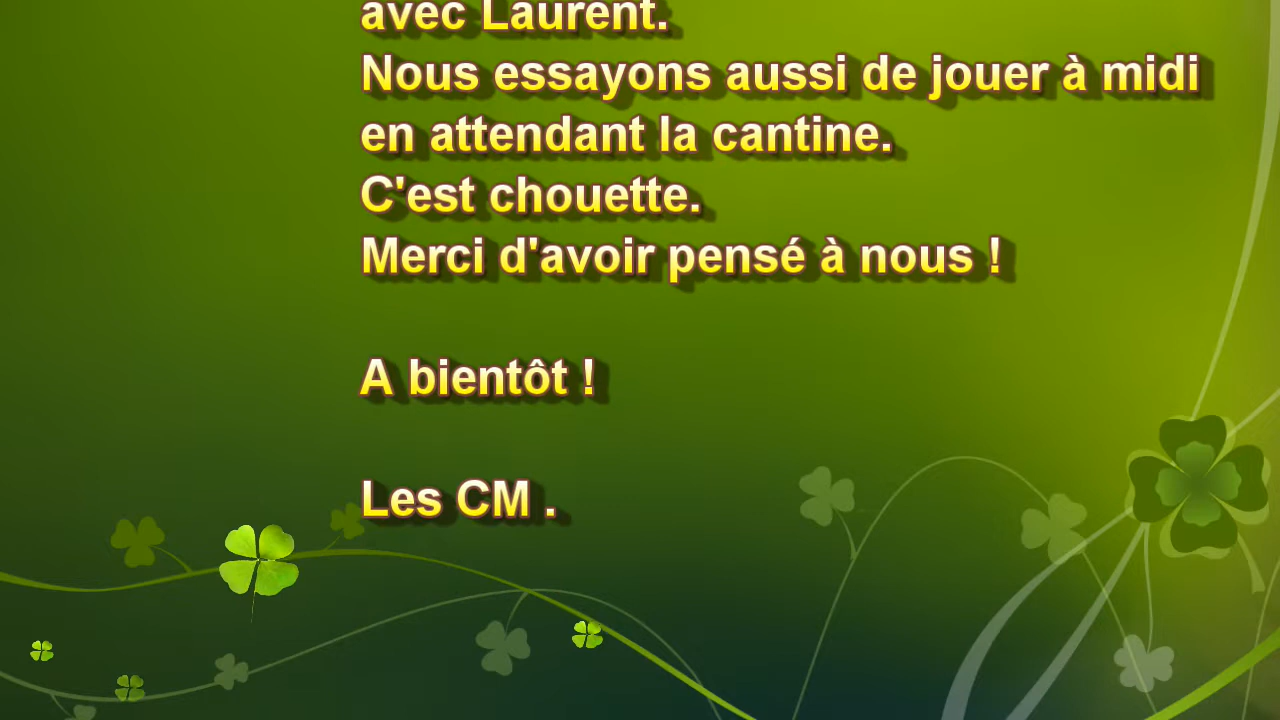 avec Laurent.
Nous essayons aussi de jouer à midi
en attendant la cantine.
C'est chouette.
Merci d'avoir pensé à nous !
A bientôt !
Les CM .